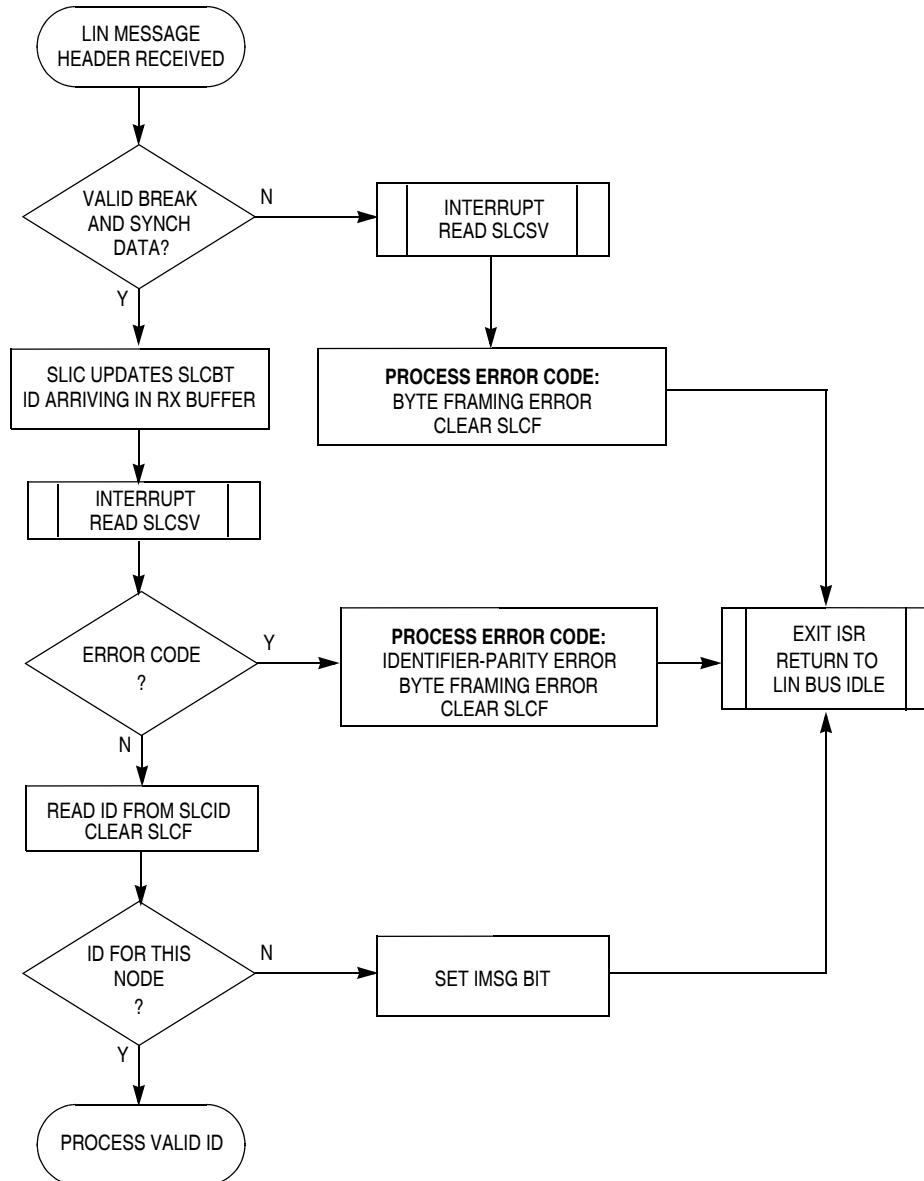 LIN MESSAGE
HEADER RECEIVED
VALID BREAK
AND SYNCH
DATA?
N
INTERRUPT
READ SLCSV
Y
SLIC UPDATES SLCBT
ID ARRIVING IN RX BUFFER
PROCESS ERROR CODE:
BYTE FRAMING ERROR
CLEAR SLCF
INTERRUPT
READ SLCSV
ERROR CODE
?
Y
PROCESS ERROR CODE:
IDENTIFIER-PARITY ERROR
BYTE FRAMING ERROR
CLEAR SLCF
EXIT ISR
RETURN TO
LIN BUS IDLE
N
READ ID FROM SLCID
CLEAR SLCF
ID FOR THIS
NODE
?
N
SET IMSG BIT
Y
PROCESS VALID ID